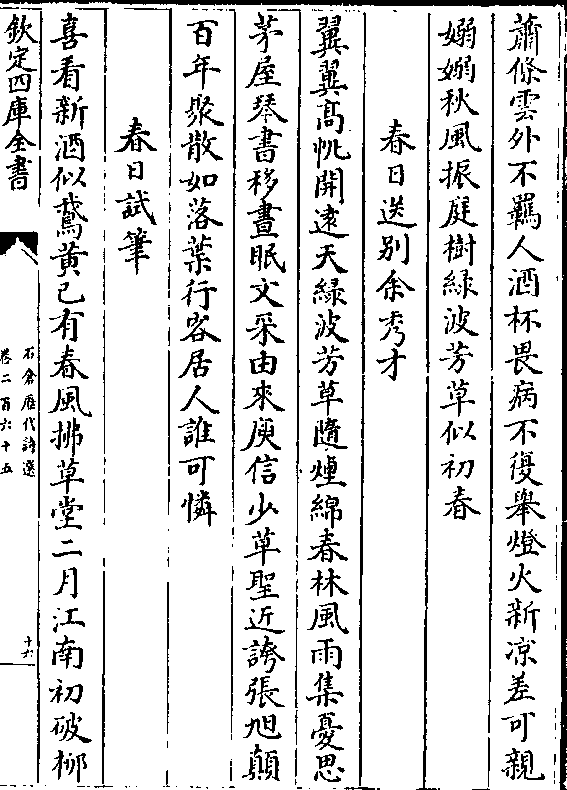 蕭條雲外不羈人酒杯畏病不復舉燈火新凉差可親
嫋嫋秋風振庭樹緑波芳草似初春
春日送别余秀才
翼翼髙帆開遠天緑波芳草隨煙綿春林風雨集憂思
茅屋琴書移晝眠文采由來庾信少草聖近誇張旭顛
百年聚散如落葉行客居人誰可憐
春日試筆
喜看新酒似鵞黄已有春風拂草堂二月江南初破柳
欽定四庫全書
石倉歴代詩選
卷二百六十五
十六